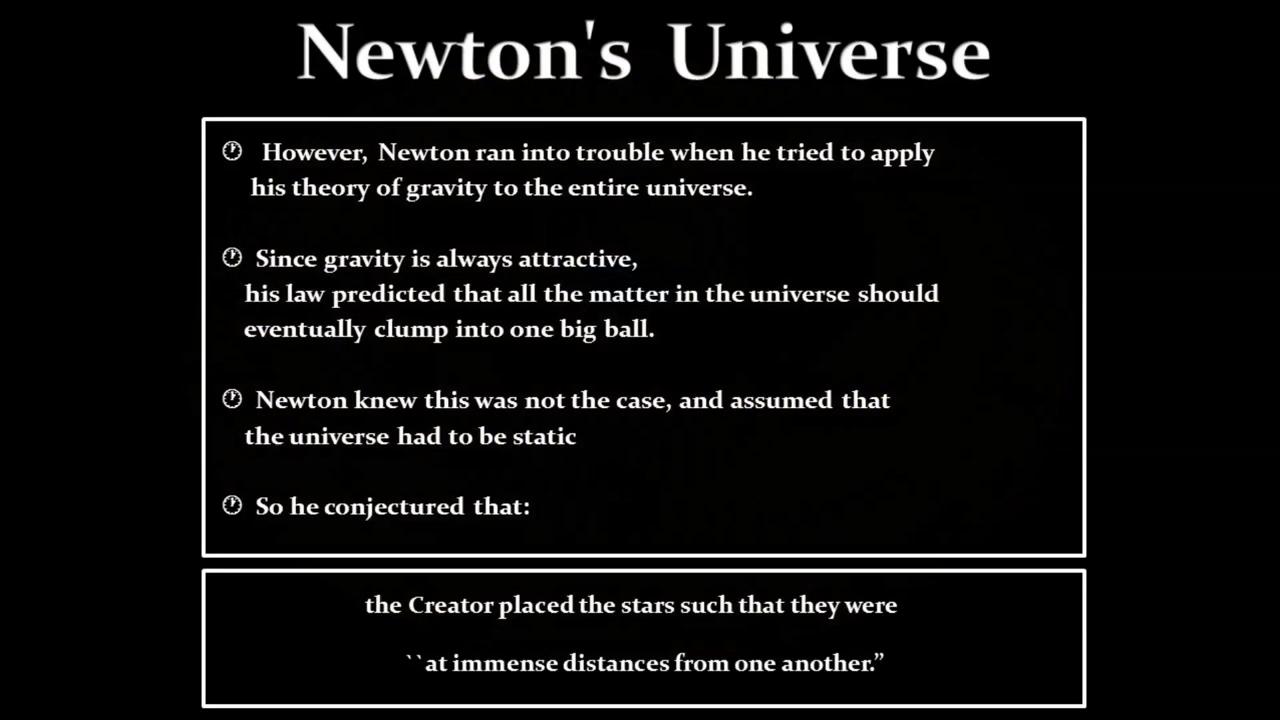 Newton's Universe
However, Newton ran into trouble when he tried to apply
his theory of gravity to the entire universe.
Since gravity is always attractive,
his law predicted that all the matter in the universe should
eventually clump into one big ball.
Newton knew this was not the case, and assumed that
the universe had to be static
So he conjectured that:
the Creator placed the stars such that they were
``at immense distances from one another.”